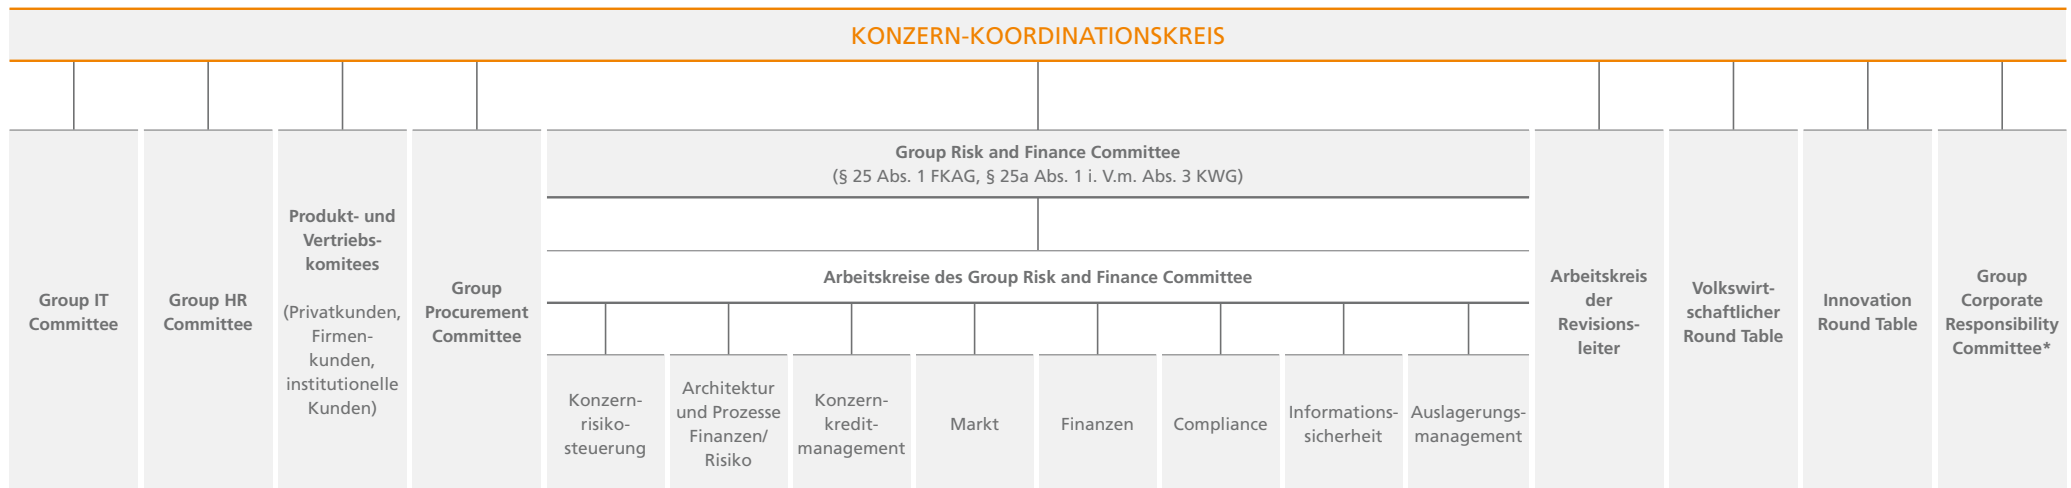 KONZERN-KOORDINATIONSKREIS
Group IT
Committee
Group HR
Committee
Produkt- und
Vertriebs-
komitees
(Privatkunden,
Firmen-
kunden,
institutionelle
Kunden)
Group
Procurement
Committee
Group Risk and Finance Committee
(§ 25 Abs. 1 FKAG, § 25a Abs. 1 i. V.m. Abs. 3 KWG)
Arbeitskreise des Group Risk and Finance Committee
Konzern-
risiko-
steuerung
Architektur
und Prozesse
Finanzen/
Risiko
Konzern-
kredit-
management
Markt
Finanzen
Compliance
Informations-
sicherheit
Auslagerungs-
management
Arbeitskreis
der
Revisions-
leiter
Volkswirt-
schaftlicher
Round Table
Innovation
Round Table
Group
Corporate
Responsibility
Committee*